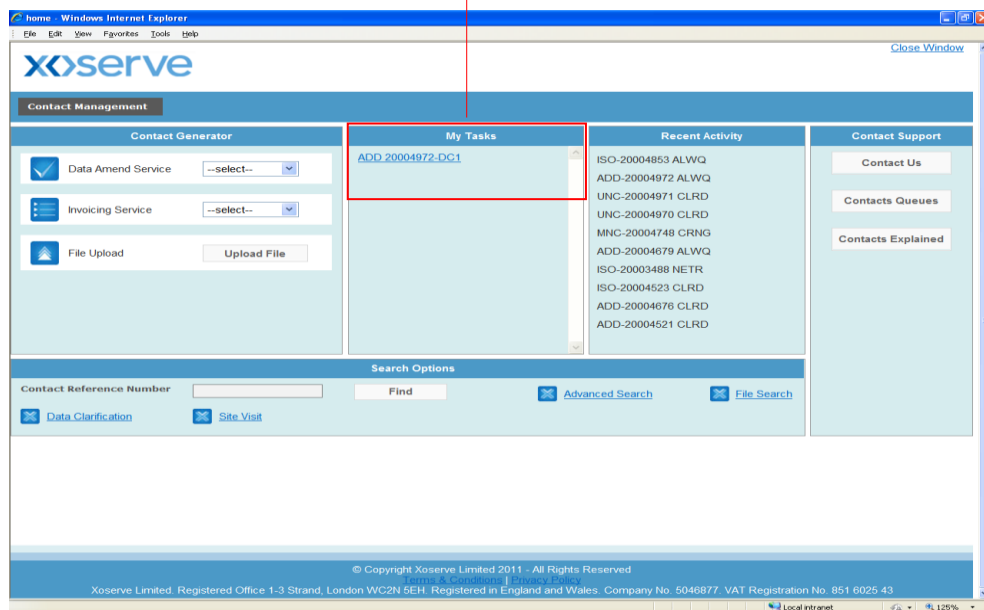 home - Windows Internet Explorer
File Edit View Favorites Tools Help
Close Window
xoserve
Contact Management
Contact Generator
Data Amend Service --select--
Invoicing Service --select--
File Upload Upload File
My Tasks
ADD 20004972-DC1
Recent Activity
ISO-20004853 ALWQ
ADD-20004972 ALWQ
UNC-20004971 CLRD
UNC-20004970 CLRD
MNC-20004748 CRNG
ADD-20004679 ALWQ
ISO-20003488 NETR
ISO-20004523 CLRD
ADD-20004676 CLRD
ADD-20004521 CLRD
Contact Support
Contact Us
Contacts Queues
Contacts Explained
Search Options
Contact Reference Number Find Advanced Search File Search
Data Clarification Site Visit
© Copyright Xoserve Limited 2011 - All Rights Reserved
Terms & Conditions | Privacy Policy
Xoserve Limited. Registered Office 1-3 Strand, London WC2N 5EH. Registered in England and Wales. Company No. 5046877. VAT Registration No. 851 6025 43
Local intranet 125%